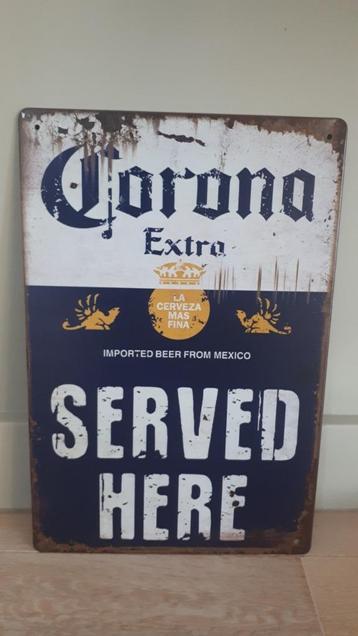 Corona
Extra
LA
CERVEZA
MAS
FINA
IMPORTED BEER FROM MEXICO
SERVED
HERE